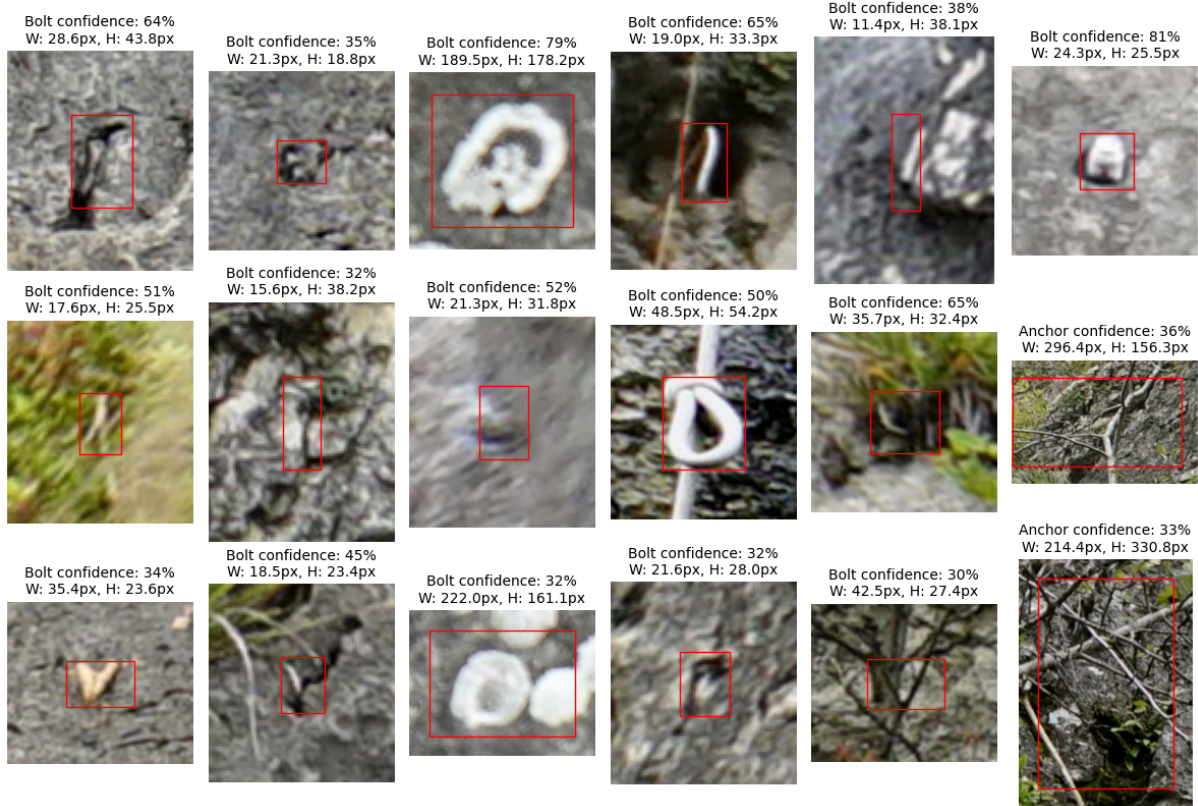 Bolt confidence: 64%
W: 28.6px, H: 43.8px
Bolt confidence: 35%
W: 21.3px, H: 18.8px
Bolt confidence: 79%
W: 189.5px, H: 178.2px
Bolt confidence: 65%
W: 19.0px, H: 33.3px
Bolt confidence: 38%
W: 11.4px, H: 38.1px
Bolt confidence: 81%
W: 24.3px, H: 25.5px
Bolt confidence: 51%
W: 17.6px, H: 25.5px
Bolt confidence: 32%
W: 15.6px, H: 38.2px
Bolt confidence: 52%
W: 21.3px, H: 31.8px
Bolt confidence: 50%
W: 48.5px, H: 54.2px
Bolt confidence: 65%
W: 35.7px, H: 32.4px
Anchor confidence: 36%
W: 296.4px, H: 156.3px
Bolt confidence: 34%
W: 35.4px, H: 23.6px
Bolt confidence: 45%
W: 18.5px, H: 23.4px
Bolt confidence: 32%
W: 222.0px, H: 161.1px
Bolt confidence: 32%
W: 21.6px, H: 28.0px
Bolt confidence: 30%
W: 42.5px, H: 27.4px
Anchor confidence: 33%
W: 214.4px, H: 330.8px